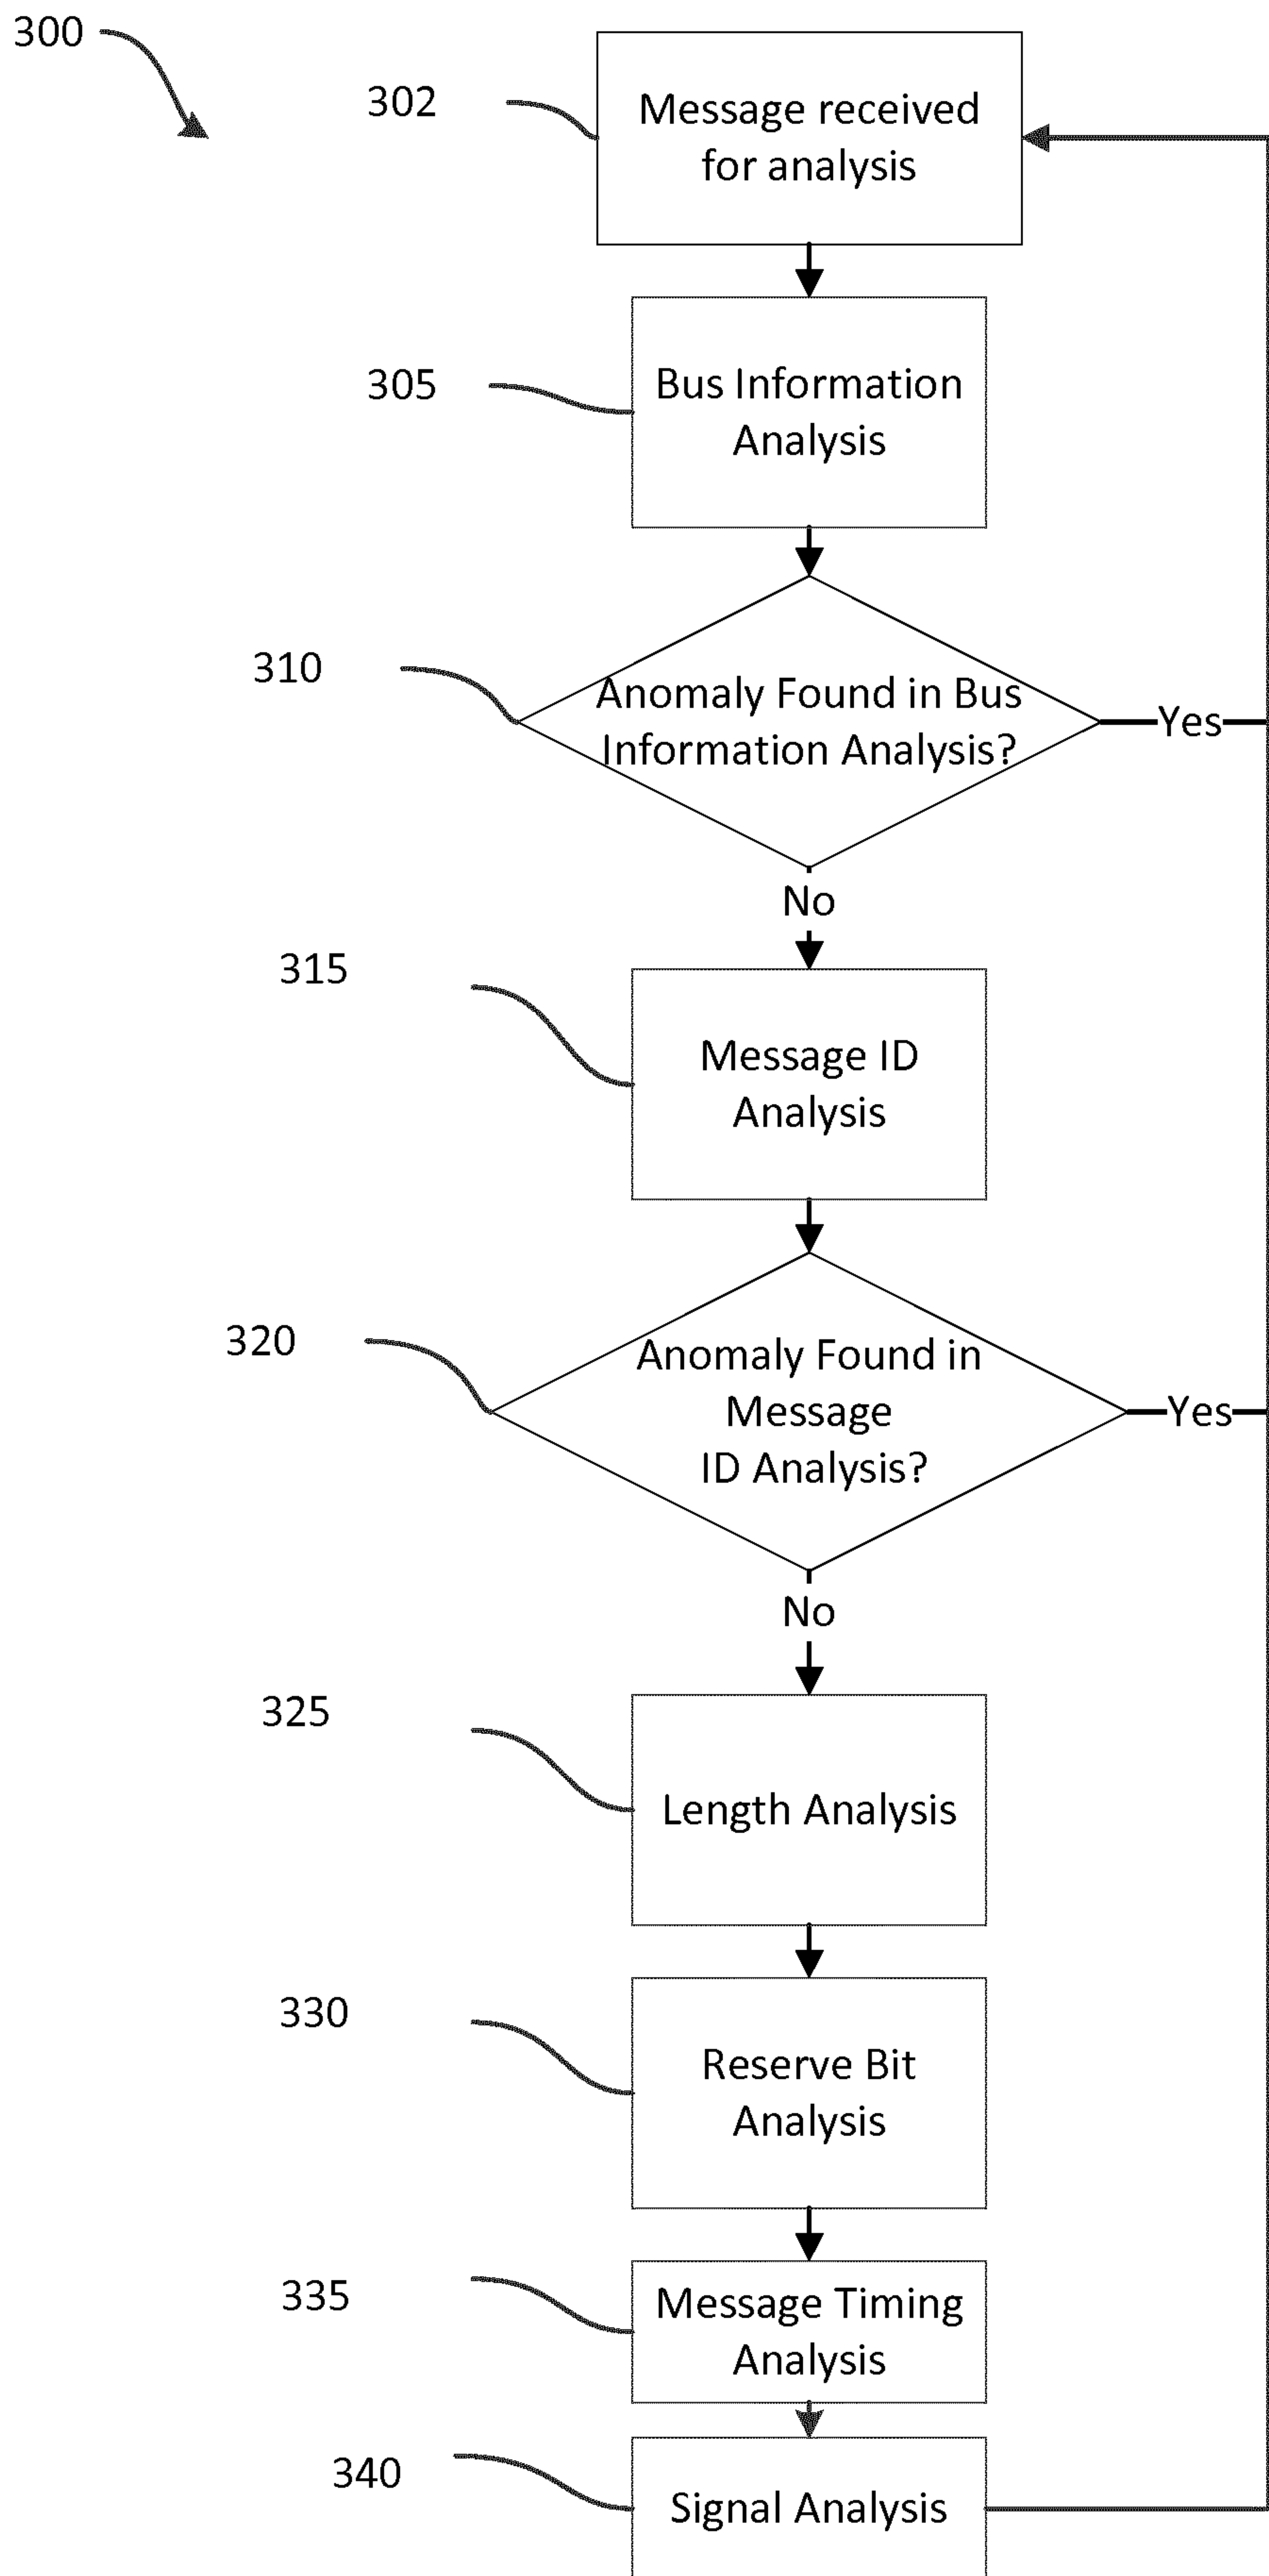 300
302
Message received
for analysis
305
Bus Information
Analysis
310
Anomaly Found in Bus
Information Analysis?
Yes
No
315
Message ID
Analysis
320
Anomaly Found in
Message
ID Analysis?
Yes
No
325
Length Analysis
330
Reserve Bit
Analysis
335
Message Timing
Analysis
340
Signal Analysis